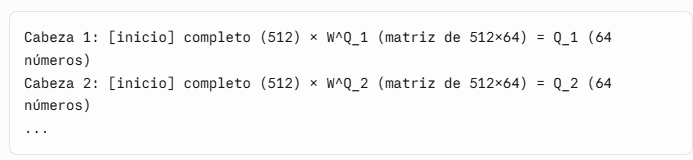 Cabeza 1: [inicio] completo (512) × W^Q_1 (matriz de 512×64) = Q_1 (64
números)
Cabeza 2: [inicio] completo (512) × W^Q_2 (matriz de 512×64) = Q_2 (64
números)
...